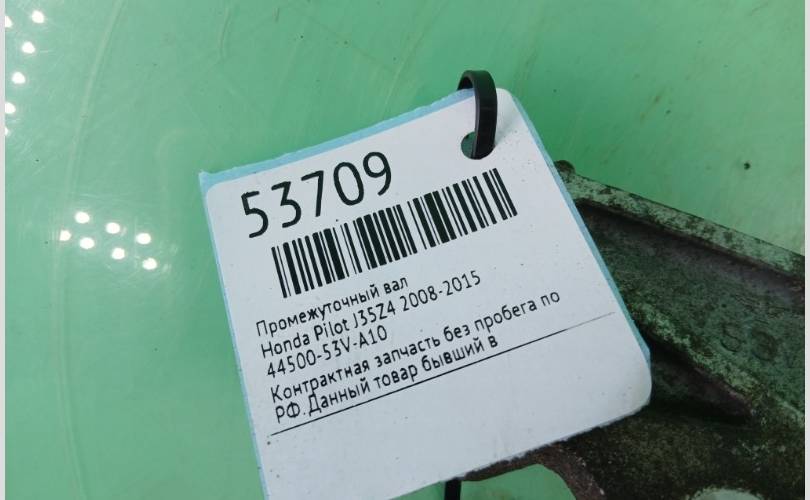 53709
Промежуточный вал
Honda Pilot J35Z4 2008-2015
44500-53V-A10
Контрактная запчасть без пробега по
РФ.Данный товар бывший в